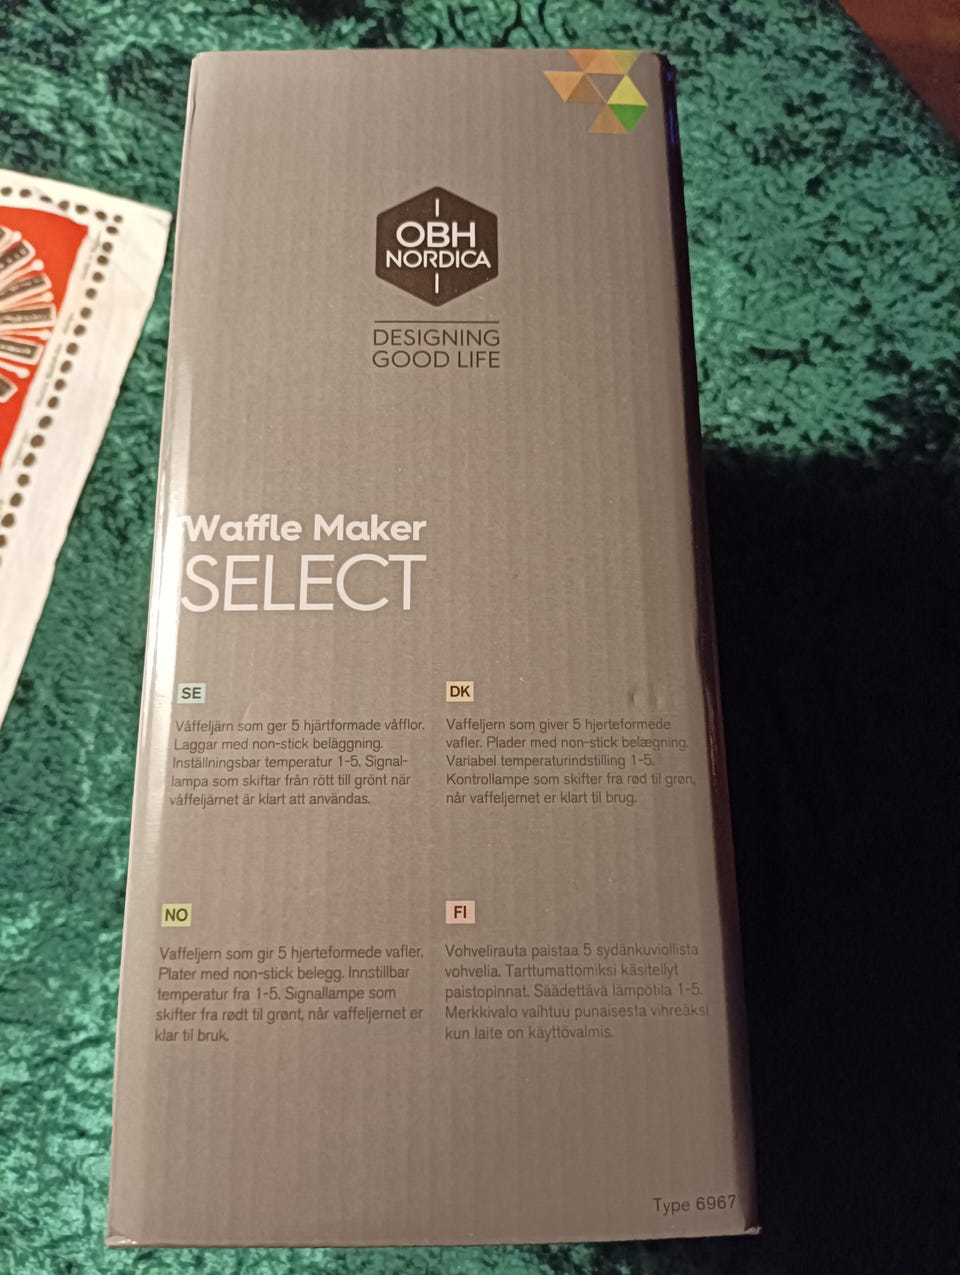 OBH
NORDICA
DESIGNING
GOOD LIFE
Waffle Maker
SELECT
SE
Våffeljärn som ger 5 hjärtformade våfflor.
Laggar med non-stick beläggning.
Inställningsbar temperatur 1-5. Signal-
lampa som skiftar från rött till grönt när
våffeljärnet är klart att användas.
DK
Vaffeljern som giver 5 hjerteformede
vafler. Plader med non-stick belægning.
Variabel temperaturindstilling 1-5.
Kontrollampe som skifter fra rød til grøn,
når vaffeljernet er klart til brug.
NO
Vaffeljern som gir 5 hjerteformede vafler.
Plater med non-stick belegg. Innstillbar
temperatur fra 1-5. Signallampe som
skifter fra rødt til grønt, når vaffeljernet er
klar til bruk.
FI
Vohvelirauta paistaa 5 sydänkuviollista
vohvelia. Tarttumattomiksi käsitellyt
paistopinnat. Säädettävä lämpötila 1-5.
Merkkivalo vaihtuu punaisesta vihreäksi
kun laite on käyttövalmis.
Type 6967